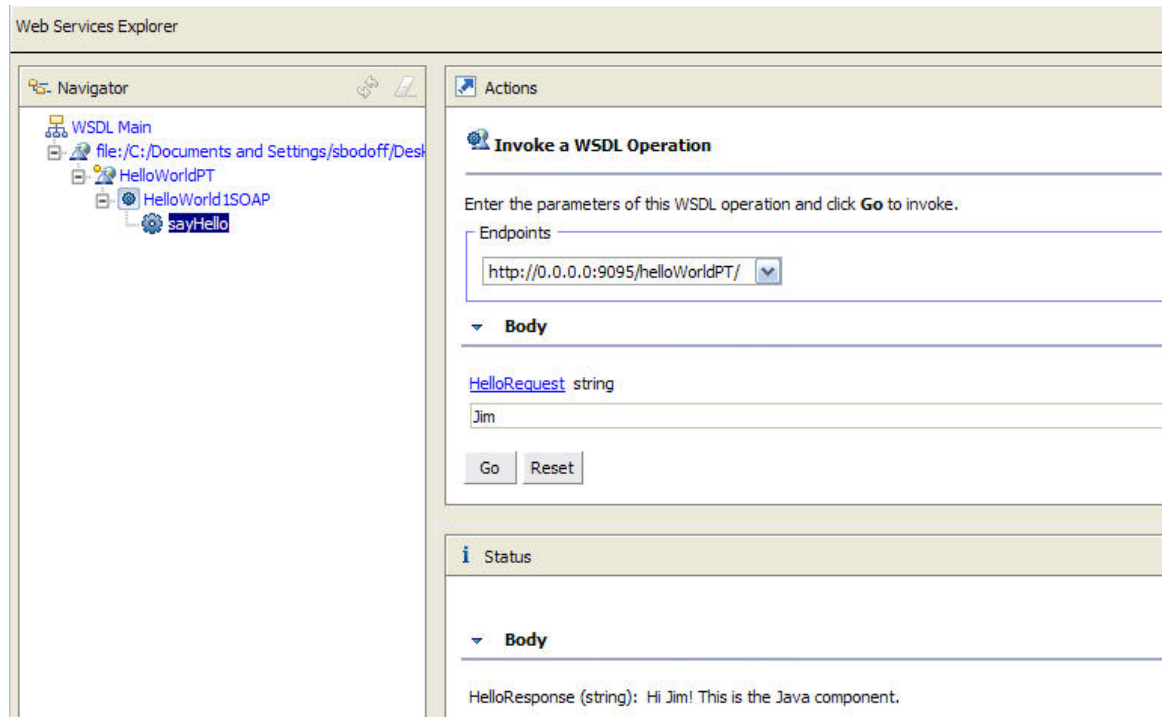 Web Services Explorer
Navigator
WSDL Main
file:/C:/Documents and Settings/sbodoff/Desk
HelloWorldPT
HelloWorld1SOAP
sayHello
Actions
Invoke a WSDL Operation
Enter the parameters of this WSDL operation and click Go to invoke.
Endpoints
http://0.0.0.0:9095/helloWorldPT/
Body
HelloRequest string
Jim
Go Reset
i Status
Body
HelloResponse (string): Hi Jim! This is the Java component.